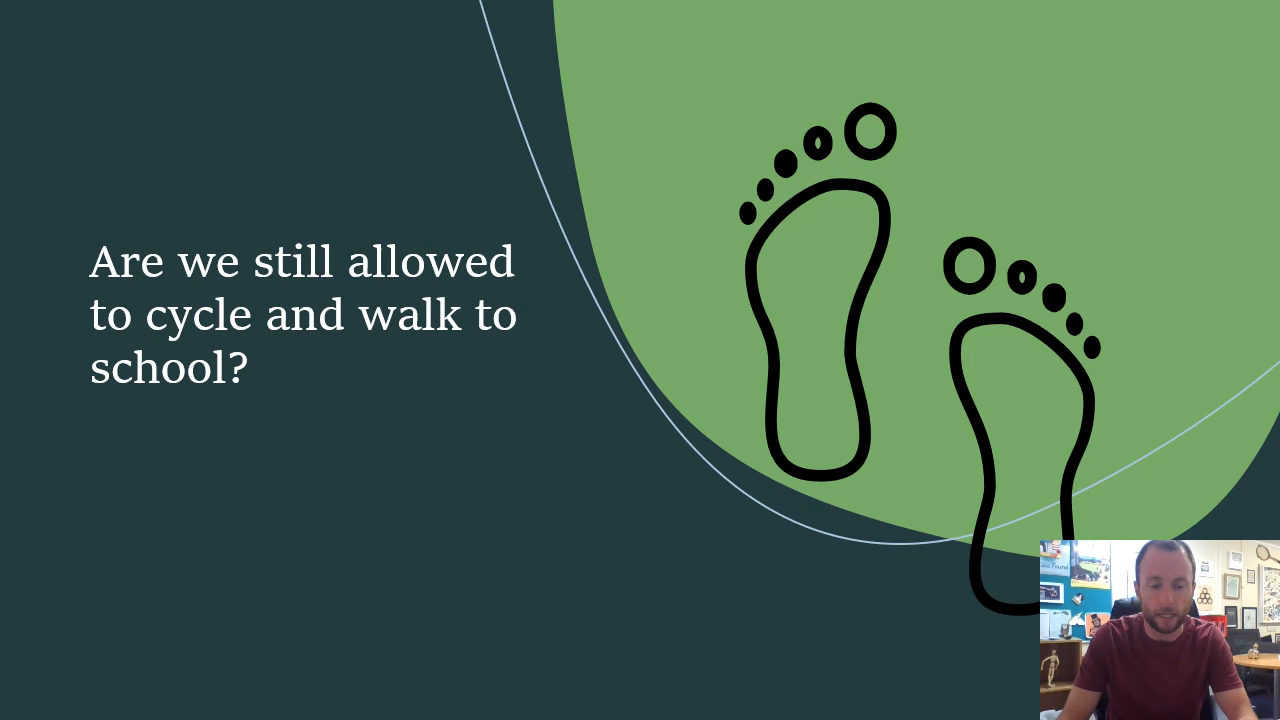 Are we still allowed
to cycle and walk to
school?